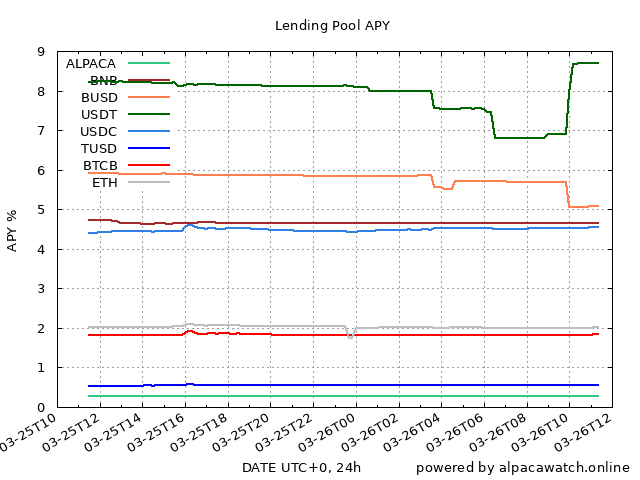 Lending Pool APY
APY %
9
8
7
6
5
4
3
2
1
0
ALPACA
BNB
BUSD
USDT
USDC
TUSD
BTCB
ETH
03-25T10
03-25T12
03-25T14
03-25T16
03-25T18
03-25T20
03-25T22
03-26T00
03-26T02
03-26T04
03-26T06
03-26T08
03-26T10
03-26T12
DATE UTC+0, 24h
powered by alpacawatch.online